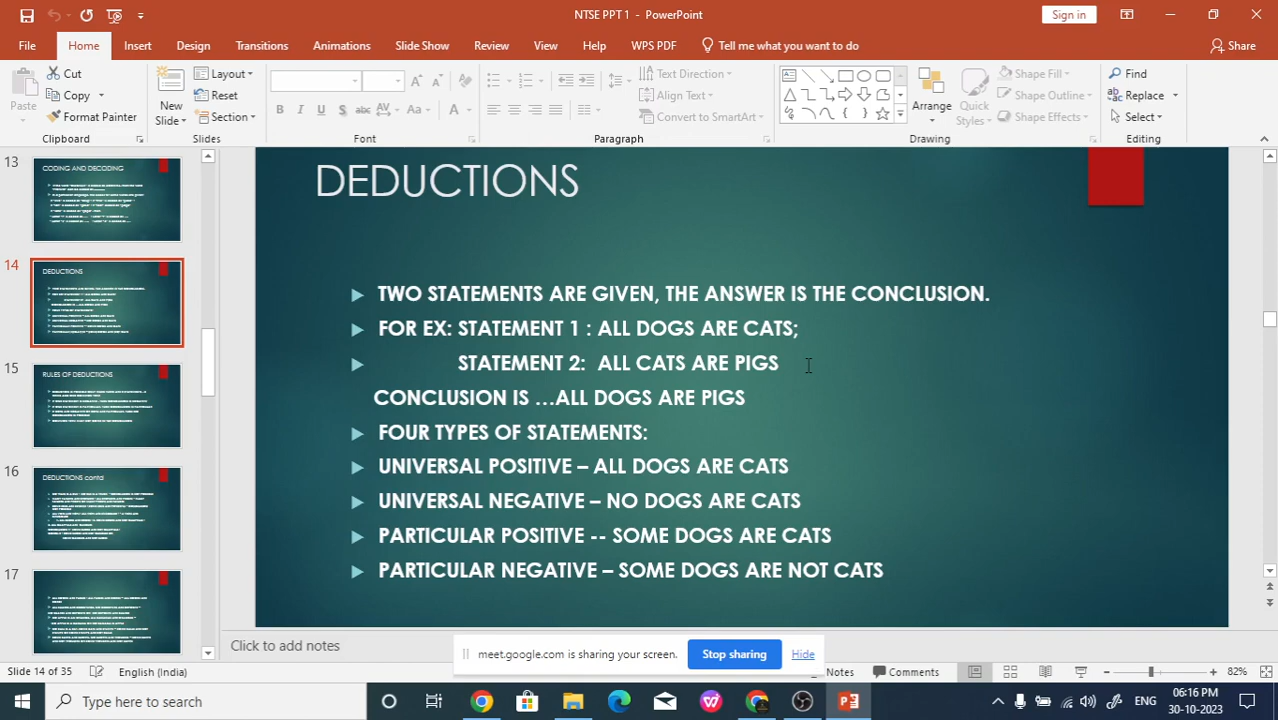 NTSE PPT 1 - PowerPoint
Sign in
File Home Insert Design Transitions Animations Slide Show Review View Help WPS PDF Tell me what you want to do Share
Paste
Cut
Copy
Format Painter
Clipboard
New Slide
Layout
Reset
Section
Slides
B I U S abc AV Aa A
Font
Text Direction
Align Text
Convert to SmartArt
Paragraph
Arrange
Quick Styles
Shape Fill
Shape Outline
Shape Effects
Drawing
Find
Replace
Select
Editing
13
CODING AND DECODING
14
DEDUCTIONS
15
RULES OF DEDUCTIONS
16
DEDUCTIONS contd
17
DEDUCTIONS
TWO STATEMENTS ARE GIVEN, THE ANSWER IS THE CONCLUSION.
FOR EX: STATEMENT 1 : ALL DOGS ARE CATS;
STATEMENT 2: ALL CATS ARE PIGS
CONCLUSION IS ...ALL DOGS ARE PIGS
FOUR TYPES OF STATEMENTS:
UNIVERSAL POSITIVE – ALL DOGS ARE CATS
UNIVERSAL NEGATIVE – NO DOGS ARE CATS
PARTICULAR POSITIVE -- SOME DOGS ARE CATS
PARTICULAR NEGATIVE – SOME DOGS ARE NOT CATS
Click to add notes
meet.google.com is sharing your screen. Stop sharing Hide
Slide 14 of 35 English (India) Notes Comments 82%
Type here to search
ENG
06:16 PM
30-10-2023